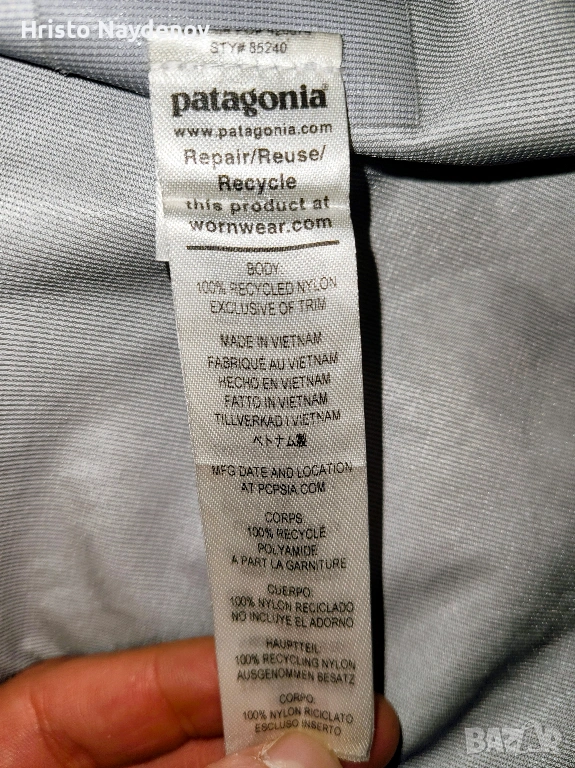 Hristo Naydenov
STY# 85240
patagonia®
www.patagonia.com
Repair/Reuse/
Recycle
this product at
wornwear.com
BODY:
100% RECYCLED NYLON
EXCLUSIVE OF TRIM
MADE IN VIETNAM
FABRIQUÉ AU VIETNAM
HECHO EN VIETNAM
FATTO IN VIETNAM
TILLVERKAD I VIETNAM
ベトナム製
MFG DATE AND LOCATION
AT PCPSIA.COM
CORPS:
100% RECYCLÉ
POLYAMIDE
À PART LA GARNITURE
CUERPO:
100% NYLON RECICLADO
NO INCLUYE EL ADORNO
HAUPTTEIL:
100% RECYCLING NYLON
AUSGENOMMEN BESATZ
CORPO:
100% NYLON RICICLATO
ESCLUSO INSERTO
BAZAR